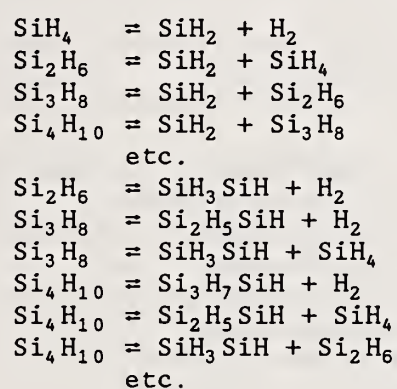 SiH₄ ⇌ SiH₂ + H₂
Si₂H₆ ⇌ SiH₂ + SiH₄
Si₃H₈ ⇌ SiH₂ + Si₂H₆
Si₄H₁₀ ⇌ SiH₂ + Si₃H₈
etc.
Si₂H₆ ⇌ SiH₃SiH + H₂
Si₃H₈ ⇌ Si₂H₅SiH + H₂
Si₃H₈ ⇌ SiH₃SiH + SiH₄
Si₄H₁₀ ⇌ Si₃H₇SiH + H₂
Si₄H₁₀ ⇌ Si₂H₅SiH + SiH₄
Si₄H₁₀ ⇌ SiH₃SiH + Si₂H₆
etc.